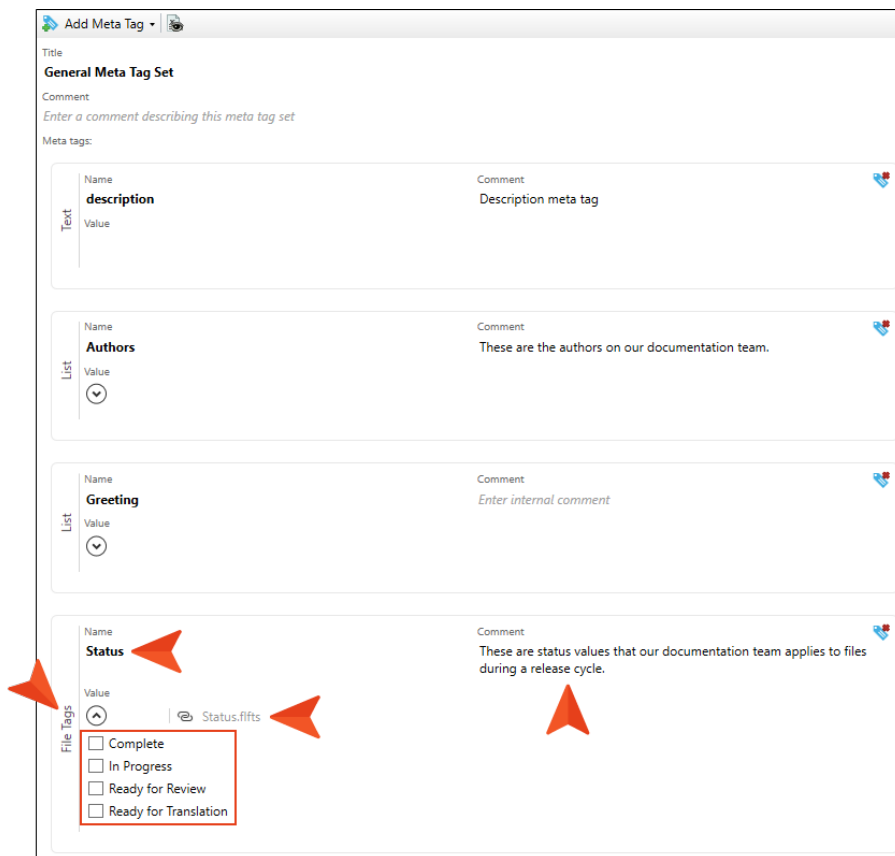 Add Meta Tag
Title
General Meta Tag Set
Comment
Enter a comment describing this meta tag set
Meta tags:
Text
Name
description
Comment
Description meta tag
Value
List
Name
Authors
Comment
These are the authors on our documentation team.
Value
List
Name
Greeting
Comment
Enter internal comment
Value
File Tags
Name
Status
Comment
These are status values that our documentation team applies to files
during a release cycle.
Value
Status.flfts
Complete
In Progress
Ready for Review
Ready for Translation